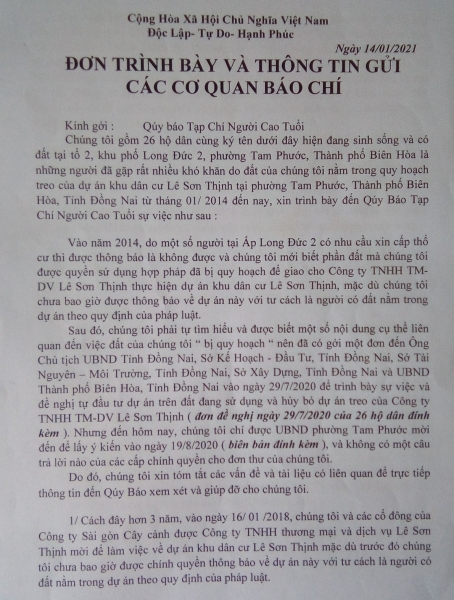 Cộng Hòa Xã Hội Chủ Nghĩa Việt Nam
Độc Lập- Tự Do- Hạnh Phúc
Ngày 14/01/2021
ĐƠN TRÌNH BÀY VÀ THÔNG TIN GỬI
CÁC CƠ QUAN BÁO CHÍ
Kính gởi : Qúy báo Tạp Chí Người Cao Tuổi
Chúng tôi gồm 26 hộ dân cùng ký tên dưới đây hiện đang sinh sống và có
đất tại tổ 2, khu phố Long Đức 2, phường Tam Phước, Thành phố Biên Hòa là
những người đã gặp rất nhiều khó khăn do đất của chúng tôi nằm trong quy hoạch
treo của dự án khu dân cư Lê Sơn Thịnh tại phường Tam Phước, Thành phố Biên
Hòa, Tỉnh Đồng Nai từ tháng 01/ 2014 đến nay, xin trình bày đến Qúy Báo Tạp
Chí Người Cao Tuổi sự việc như sau :
Vào năm 2014, do một số người tại Ấp Long Đức 2 có nhu cầu xin cấp thổ
cư thì được thông báo là không được và chúng tôi mới biết phần đất mà chúng tôi
được quyền sử dụng hợp pháp đã bị quy hoạch để giao cho Công ty TNHH TM-
DV Lê Sơn Thịnh thực hiện dự án khu dân cư Lê Sơn Thịnh, mặc dù chúng tôi
chưa bao giờ được thông báo về dự án này với tư cách là người có đất nằm trong
dự án theo quy định của pháp luật.
Sau đó, chúng tôi phải tự tìm hiểu và được biết một số nội dung cụ thể liên
quan đến việc đất của chúng tôi “ bị quy hoạch ” nên đã có gởi một đơn đến Ông
Chủ tịch UBND Tỉnh Đồng Nai, Sở Kế Hoạch - Đầu Tư, Tỉnh Đồng Nai, Sở Tài
Nguyên – Môi Trường, Tỉnh Đồng Nai, Sở Xây Dựng, Tỉnh Đồng Nai và UBND
Thành phố Biên Hòa, Tỉnh Đồng Nai vào ngày 29/7/2020 để trình bày sự việc và
đề nghị tự đầu tư dự án trên đất đang sử dụng và hủy bỏ dự án treo của Công ty
TNHH TM-DV Lê Sơn Thịnh ( đơn đề nghị ngày 29/7/2020 của 26 hộ dân đính
kèm ). Nhưng đến hôm nay, chúng tôi chỉ được UBND phường Tam Phước mời
đến để lấy ý kiến vào ngày 19/8/2020 ( biên bản đính kèm ), và không có một câu
trả lời nào của các cấp chính quyền cho đơn thư của chúng tôi.
Do đó, chúng tôi xin tóm tắt các vấn đề và tài liệu có liên quan để trực tiếp
thông tin đến Qúy Báo xem xét và giúp đỡ cho chúng tôi.
1/ Cách đây hơn 3 năm, vào ngày 16/ 01 /2018, chúng tôi và các cổ đông của
Công ty Sài gòn Cây cảnh được Công ty TNHH thương mại và dịch vụ Lê Sơn
Thịnh mời để làm việc về dự án khu dân cư Lê Sơn Thịnh mặc dù trước đó chúng
tôi chưa bao giờ được chính quyền thông báo về dự án này với tư cách là người có
đất nằm trong dự án theo quy định của pháp luật.